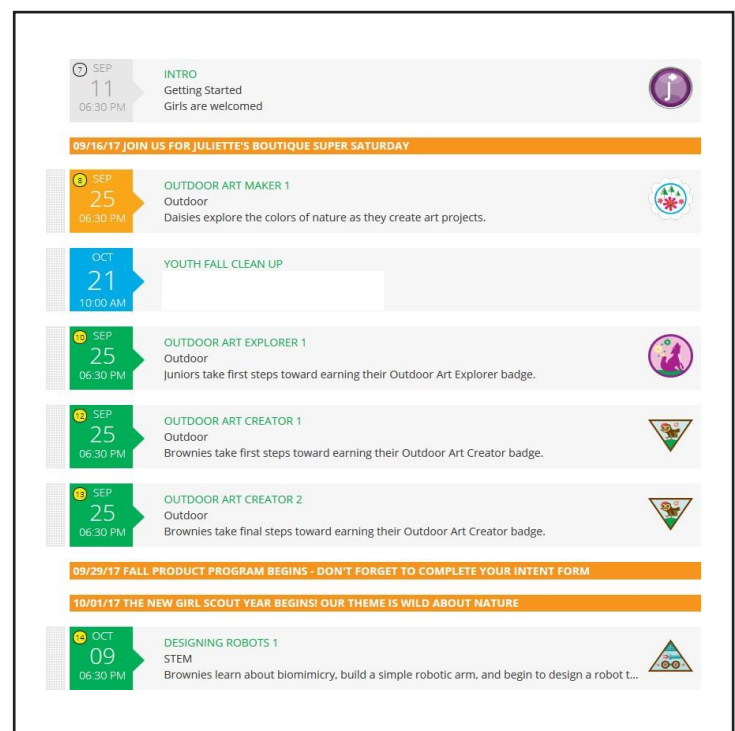 7 SEP
11
06:30 PM
INTRO
Getting Started
Girls are welcomed
j
09/16/17 JOIN US FOR JULIETTE'S BOUTIQUE SUPER SATURDAY
8 SEP
25
06:30 PM
OUTDOOR ART MAKER 1
Outdoor
Daisies explore the colors of nature as they create art projects.
OCT
21
10:00 AM
YOUTH FALL CLEAN UP
10 SEP
25
06:30 PM
OUTDOOR ART EXPLORER 1
Outdoor
Juniors take first steps toward earning their Outdoor Art Explorer badge.
12 SEP
25
06:30 PM
OUTDOOR ART CREATOR 1
Outdoor
Brownies take first steps toward earning their Outdoor Art Creator badge.
13 SEP
25
06:30 PM
OUTDOOR ART CREATOR 2
Outdoor
Brownies take final steps toward earning their Outdoor Art Creator badge.
09/29/17 FALL PRODUCT PROGRAM BEGINS - DON'T FORGET TO COMPLETE YOUR INTENT FORM
10/01/17 THE NEW GIRL SCOUT YEAR BEGINS! OUR THEME IS WILD ABOUT NATURE
14 OCT
09
06:30 PM
DESIGNING ROBOTS 1
STEM
Brownies learn about biomimicry, build a simple robotic arm, and begin to design a robot t...